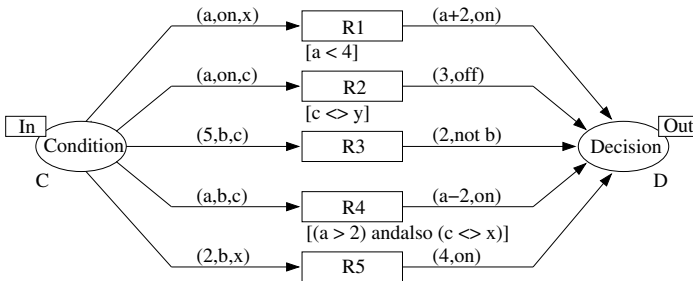 (a,on,x) R1 (a+2,on)
[a < 4]
(a,on,c) R2 (3,off)
[c <> y]
In Condition C
(5,b,c) R3 (2,not b)
Decision Out D
(a,b,c) R4 (a−2,on)
[(a > 2) andalso (c <> x)]
(2,b,x) R5 (4,on)